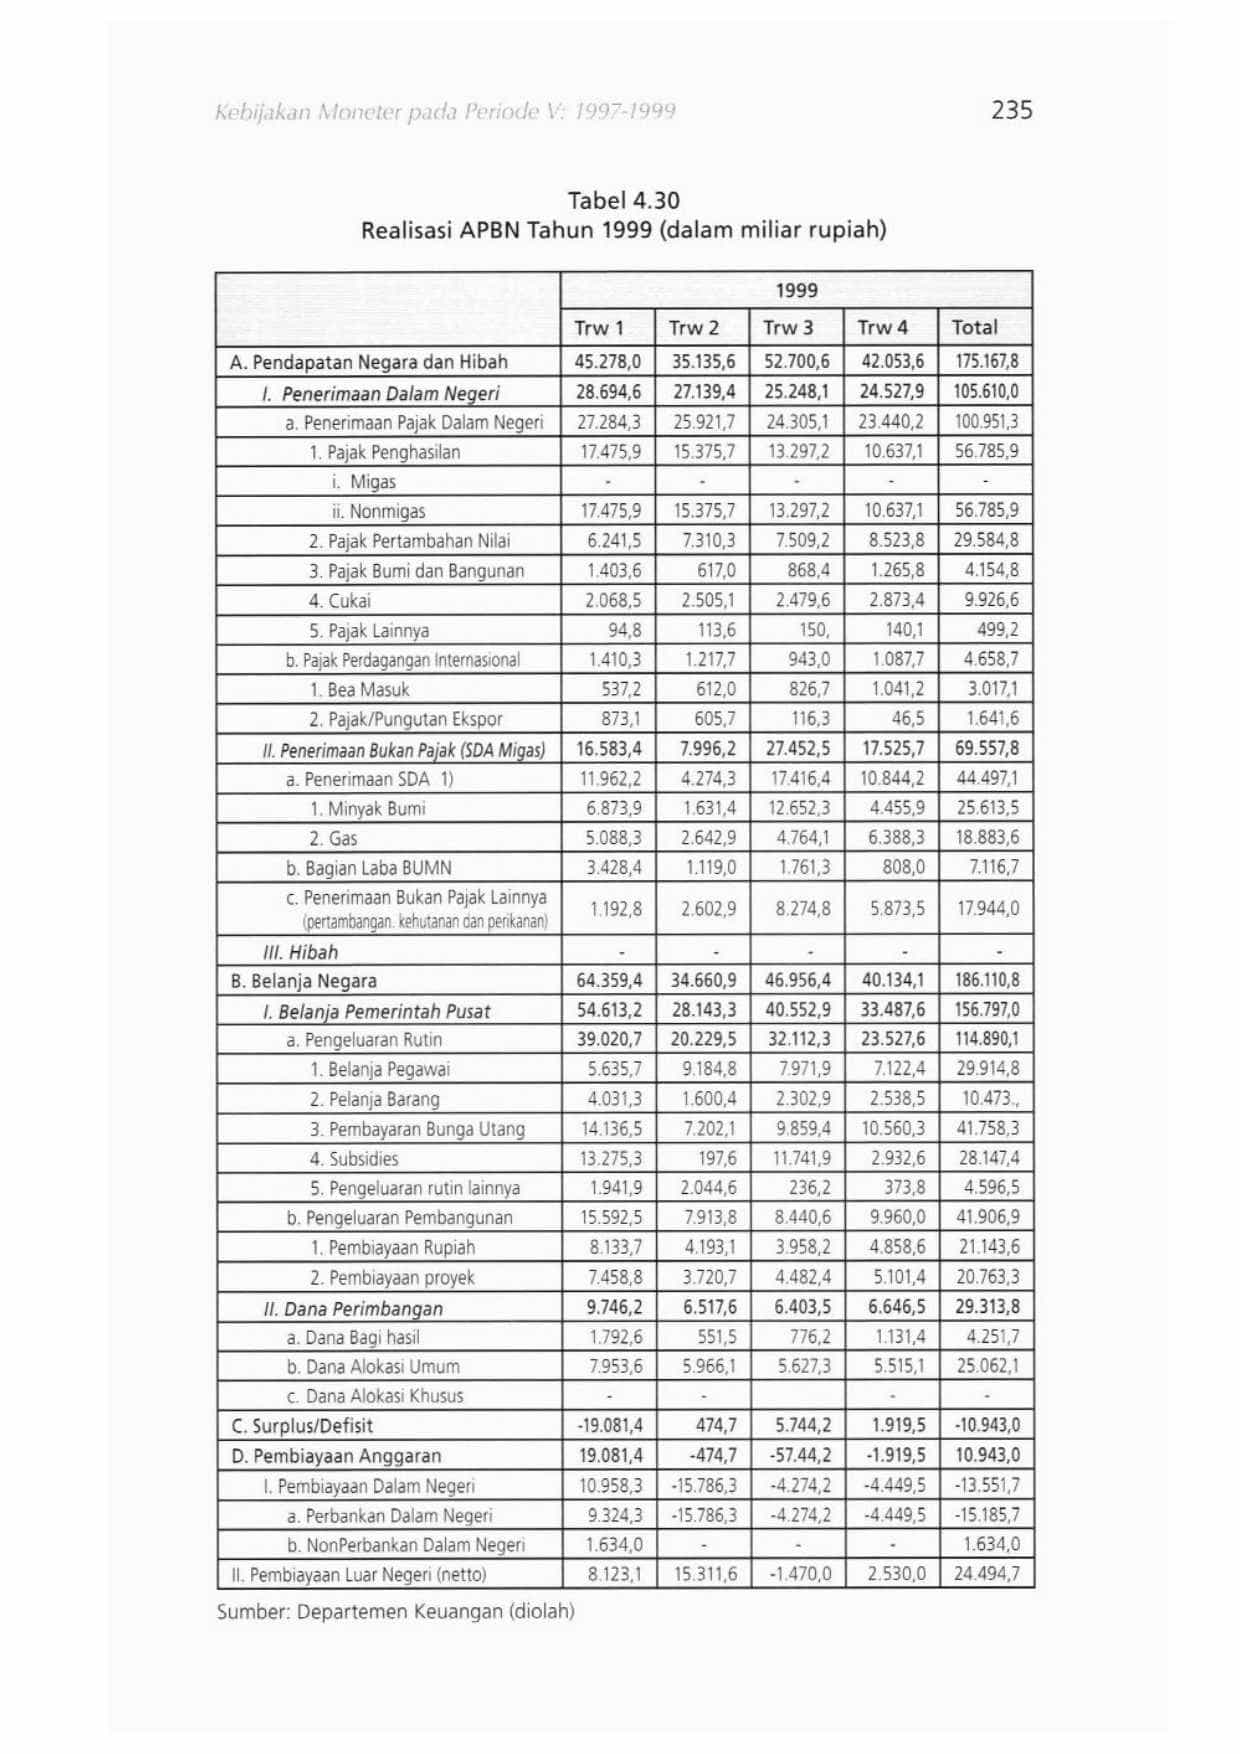 Kebijakan Moneter pada Periode V: 1997-1999 235
Tabel 4.30
Realisasi APBN Tahun 1999 (dalam miliar rupiah)
1999
Trw 1 Trw 2 Trw 3 Trw 4 Total
A. Pendapatan Negara dan Hibah 45.278,0 35.135,6 52.700,6 42.053,6 175.167,8
I. Penerimaan Dalam Negeri 28.694,6 27.139,4 25.248,1 24.527,9 105.610,0
a. Penerimaan Pajak Dalam Negeri 27.284,3 25.921,7 24.305,1 23.440,2 100.951,3
1. Pajak Penghasilan 17.475,9 15.375,7 13.297,2 10.637,1 56.785,9
i. Migas - - - - -
ii. Nonmigas 17.475,9 15.375,7 13.297,2 10.637,1 56.785,9
2. Pajak Pertambahan Nilai 6.241,5 7.310,3 7.509,2 8.523,8 29.584,8
3. Pajak Bumi dan Bangunan 1.403,6 617,0 868,4 1.265,8 4.154,8
4. Cukai 2.068,5 2.505,1 2.479,6 2.873,4 9.926,6
5. Pajak Lainnya 94,8 113,6 150, 140,1 499,2
b. Pajak Perdagangan Internasional 1.410,3 1.217,7 943,0 1.087,7 4.658,7
1. Bea Masuk 537,2 612,0 826,7 1.041,2 3.017,1
2. Pajak/Pungutan Ekspor 873,1 605,7 116,3 46,5 1.641,6
II. Penerimaan Bukan Pajak (SDA Migas) 16.583,4 7.996,2 27.452,5 17.525,7 69.557,8
a. Penerimaan SDA 1) 11.962,2 4.274,3 17.416,4 10.844,2 44.497,1
1. Minyak Bumi 6.873,9 1.631,4 12.652,3 4.455,9 25.613,5
2. Gas 5.088,3 2.642,9 4.764,1 6.388,3 18.883,6
b. Bagian Laba BUMN 3.428,4 1.119,0 1.761,3 808,0 7.116,7
c. Penerimaan Bukan Pajak Lainnya
(pertambangan. kehutanan dan perikanan) 1.192,8 2.602,9 8.274,8 5.873,5 17.944,0
III. Hibah - - - - -
B. Belanja Negara 64.359,4 34.660,9 46.956,4 40.134,1 186.110,8
I. Belanja Pemerintah Pusat 54.613,2 28.143,3 40.552,9 33.487,6 156.797,0
a. Pengeluaran Rutin 39.020,7 20.229,5 32.112,3 23.527,6 114.890,1
1. Belanja Pegawai 5.635,7 9.184,8 7.971,9 7.122,4 29.914,8
2. Pelanja Barang 4.031,3 1.600,4 2.302,9 2.538,5 10.473.,
3. Pembayaran Bunga Utang 14.136,5 7.202,1 9.859,4 10.560,3 41.758,3
4. Subsidies 13.275,3 197,6 11.741,9 2.932,6 28.147,4
5. Pengeluaran rutin lainnya 1.941,9 2.044,6 236,2 373,8 4.596,5
b. Pengeluaran Pembangunan 15.592,5 7.913,8 8.440,6 9.960,0 41.906,9
1. Pembiayaan Rupiah 8.133,7 4.193,1 3.958,2 4.858,6 21.143,6
2. Pembiayaan proyek 7.458,8 3.720,7 4.482,4 5.101,4 20.763,3
II. Dana Perimbangan 9.746,2 6.517,6 6.403,5 6.646,5 29.313,8
a. Dana Bagi hasil 1.792,6 551,5 776,2 1.131,4 4.251,7
b. Dana Alokasi Umum 7.953,6 5.966,1 5.627,3 5.515,1 25.062,1
c. Dana Alokasi Khusus - - - -
C. Surplus/Defisit -19.081,4 474,7 5.744,2 1.919,5 -10.943,0
D. Pembiayaan Anggaran 19.081,4 -474,7 -57.44,2 -1.919,5 10.943,0
I. Pembiayaan Dalam Negeri 10.958,3 -15.786,3 -4.274,2 -4.449,5 -13.551,7
a. Perbankan Dalam Negeri 9.324,3 -15.786,3 -4.274,2 -4.449,5 -15.185,7
b. NonPerbankan Dalam Negeri 1.634,0 - - - 1.634,0
II. Pembiayaan Luar Negeri (netto) 8.123,1 15.311,6 -1.470,0 2.530,0 24.494,7
Sumber: Departemen Keuangan (diolah)